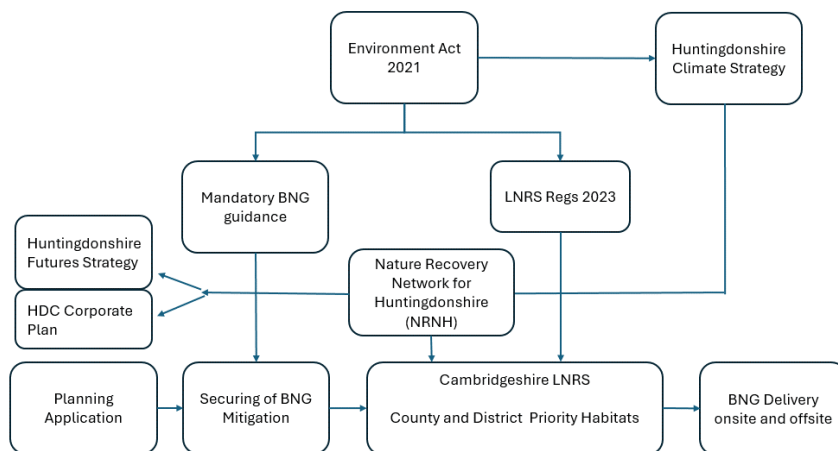 Environment Act
2021
Huntingdonshire
Climate Strategy
Mandatory BNG
guidance
LNRS Regs 2023
Huntingdonshire
Futures Strategy
HDC Corporate
Plan
Nature Recovery
Network for
Huntingdonshire
(NRNH)
Planning
Application
Securing of BNG
Mitigation
Cambridgeshire LNRS
County and District Priority Habitats
BNG Delivery
onsite and offsite